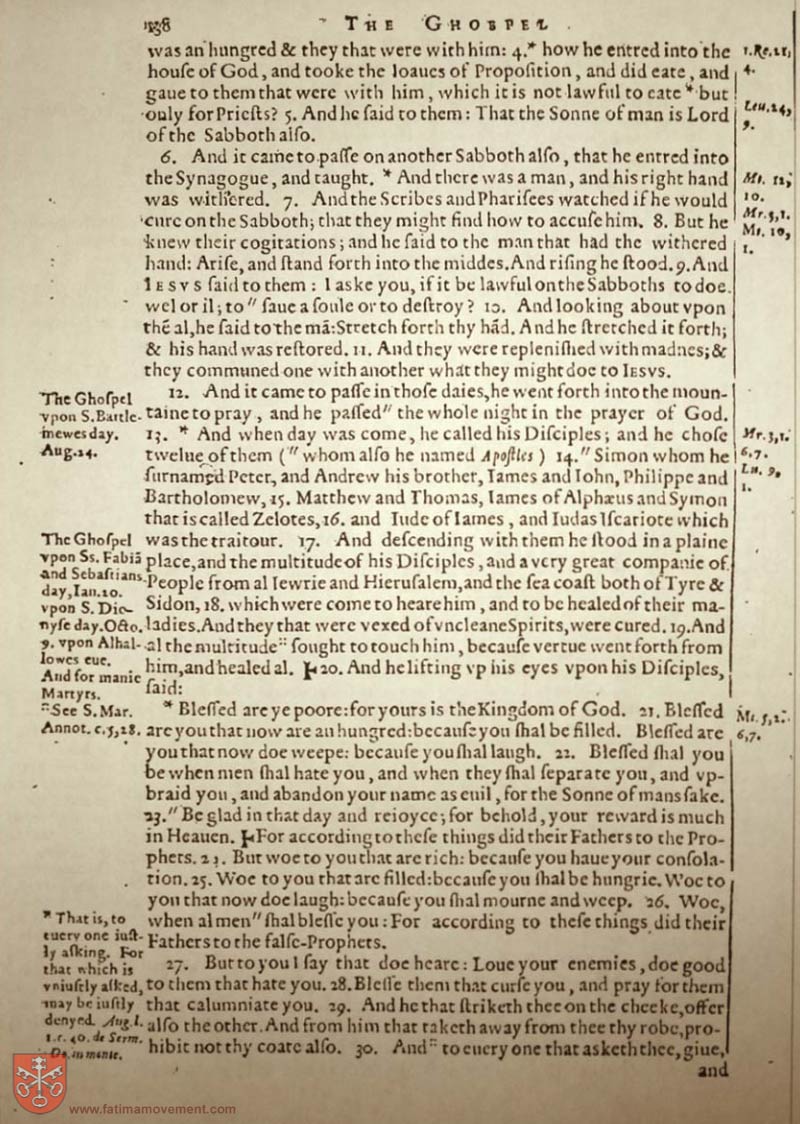 THE GHOSPEL
was an hungred & they that were with him: 4.* how he entred into the
houſe of God, and tooke the loaues of Propoſition, and did eate, and
gaue to them that were with him, which it is not lawful to eate * but
only for Prieſts? 5. And he ſaid to them: That the Sonne of man is Lord
of the Sabboth alſo.
6. And it came to paſſe on another Sabboth alſo, that he entred into
the Synagogue, and taught. * And there was a man, and his right hand
was withered. 7. And the Scribes and Phariſees watched if he would
cure on the Sabboth; that they might find how to accuſe him. 8. But he
knew their cogitations; and he ſaid to the man that had the withered
hand: Ariſe, and ſtand forth into the middes. And riſing he ſtood. 9. And
IESVS ſaid to them: I aske you, if it be lawful on the Sabboths to doe
wel or il; to " ſaue a ſoule or to deſtroy? 10. And looking about vpon
thē al, he ſaid to the mā: Stretch forth thy hād. And he ſtretched it forth;
& his hand was reſtored. 11. And they were repleniſhed with madnes; &
they communed one with another what they might doe to IESVS.
12. And it came to paſſe in thoſe daies, he went forth into the moun-
taine to pray, and he paſſed " the whole night in the prayer of God.
13. * And when day was come, he called his Diſciples; and he choſe
twelue of them (" whom alſo he named Apoſtles) 14." Simon whom he
ſurnamed Peter, and Andrew his brother, Iames and Iohn, Philippe and
Bartholomew, 15. Matthew and Thomas, Iames of Alphæus and Symon
that is called Zelotes, 16. and Iude of Iames, and Iudas Iſcariote which
was the traitour. 17. And deſcending with them he ſtood in a plaine
place, and the multitude of his Diſciples, and a very great companie of
People from al Iewrie and Hieruſalem, and the ſea coaſt both of Tyre &
Sidon, 18. which were come to heare him, and to be healed of their ma-
ladies. And they that were vexed of vncleane Spirits, were cured. 19. And
al the multitude :: ſought to touch him, becauſe vertue went forth from
him, and healed al. 20. And he lifting vp his eyes vpon his Diſciples,
ſaid:
* Bleſſed are ye poore: for yours is the Kingdom of God. 21. Bleſſed
are you that now are an hungred: becauſe you ſhal be filled. Bleſſed are
you that now doe weepe: becauſe you ſhal laugh. 22. Bleſſed ſhal you
be when men ſhal hate you, and when they ſhal ſeparate you, and vp-
braid you, and abandon your name as euil, for the Sonne of mans ſake.
23." Be glad in that day and reioyce; for behold, your reward is much
in Heauen. For according to theſe things did their Fathers to the Pro-
phets. 23. But woe to you that are rich: becauſe you haue your conſola-
tion. 25. Woe to you that are filled: becauſe you ſhal be hungrie. Woe to
you that now doe laugh: becauſe you ſhal mourne and weep. 26. Woe,
when al men " ſhal bleſſe you: For according to theſe things did their
Fathers to the falſe-Prophets.
27. But to you I ſay that doe heare: Loue your enemies, doe good
to them that hate you. 28. Bleſſe them that curſe you, and pray for them
that calumniate you. 29. And he that ſtriketh thee on the cheeke, offer
alſo the other. And from him that taketh away from thee thy robe, pro-
hibit not thy coate alſo. 30. And :: to euery one that asketh thee, giue,
and
The Ghoſpel
vpon S. Bartle-
mewes day.
Aug. 24.
The Ghoſpel
vpon Ss. Fabiā
and Sebaſtians
day, Ian. 20.
vpon S. Dio-
nyſe day. Octo.
9. vpon Alhal-
lowes eue.
And for manie
Martyrs.
:: See S. Mar.
Annot. c. 5, 28.
* That is, to
euery one iuſt-
ly aſking. For
that which is
vniuſtly aſked,
may be iuſtly
denyed. Aug. l.
1. c. 40. de Serm.
Do. in monte.
1. Re. 21,
4.
Leu. 24,
9.
Mt. 12,
10.
Mr. 3, 1.
Mt. 10,
1.
Mr. 3, 1.
6, 7.
Lu. 9,
1.
Mt. 5, 2.
6, 7.
www.fatimamovement.com